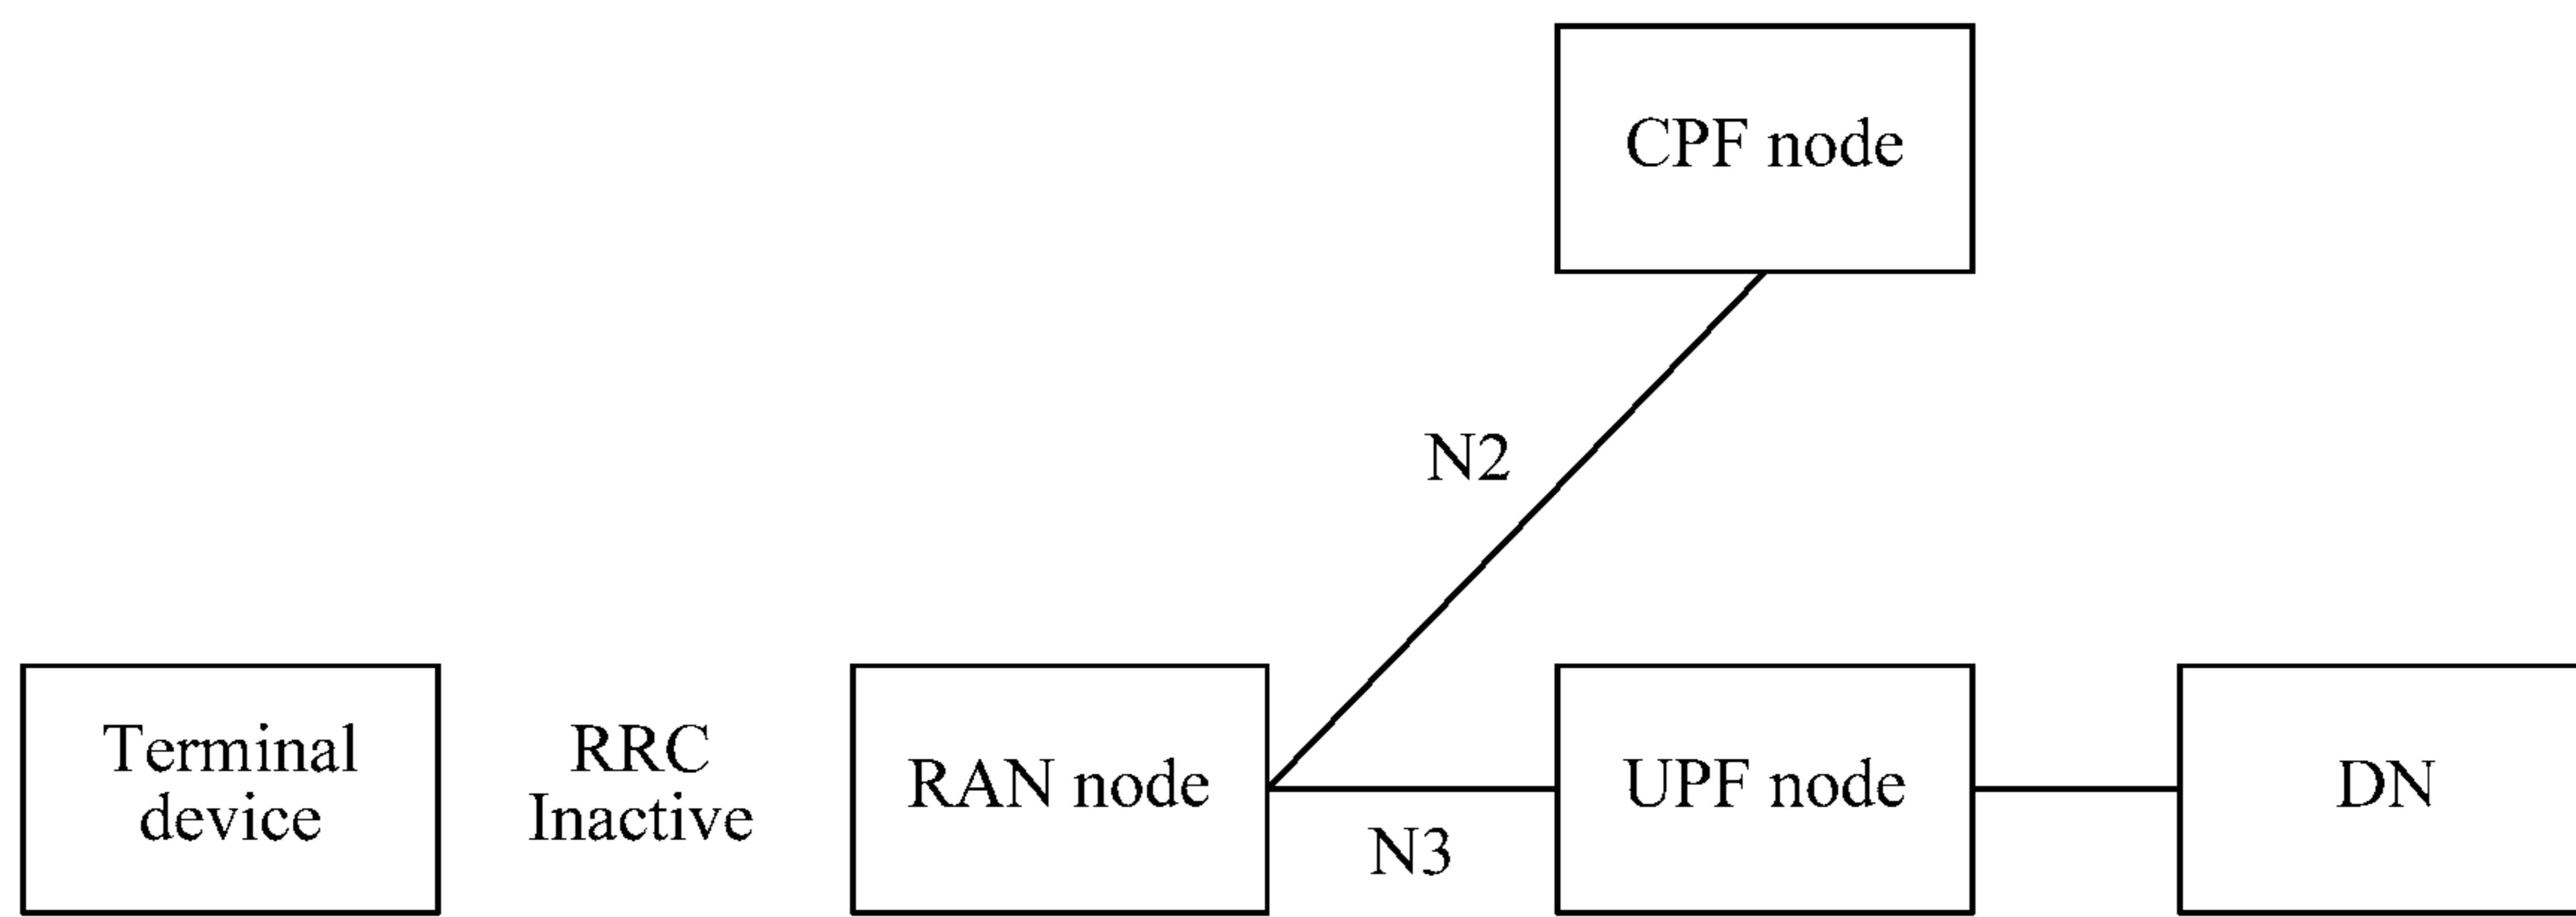 CPF node
N2
Terminal
device
RRC
Inactive
RAN node
N3
UPF node
DN